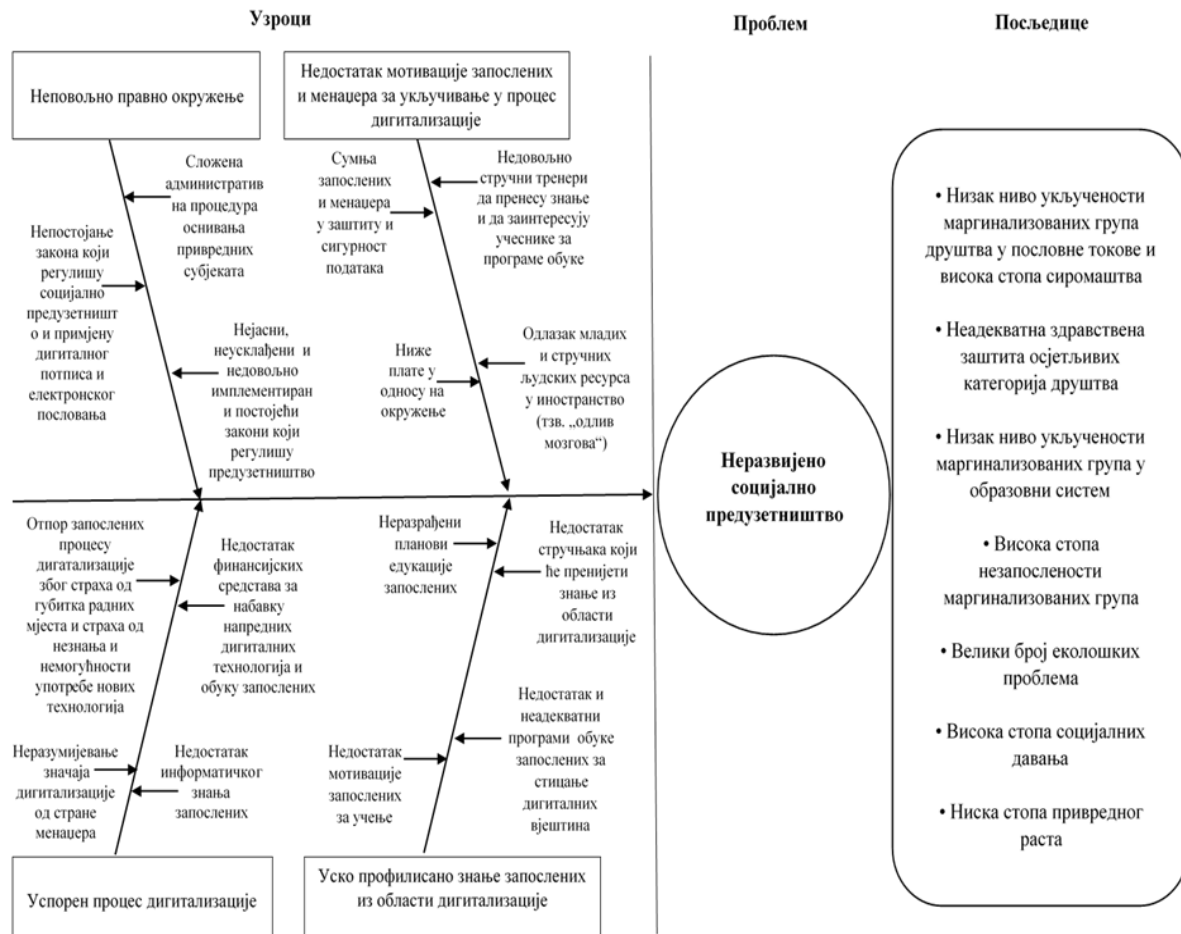 Узроци
Проблем
Посљедице
Неповољно правно окружење
Недостатак мотивације запослених
и менаџера за укључивање у процес
дигитализације
Сложена
административ
на процедура
оснивања
привредних
субјеката
Непостојање
закона који
регулишу
социјално
предузетништ
о и примјену
дигиталног
потписа и
електронског
пословања
Нејасни,
неусклађени и
недовољно
имплементиран
и постојећи
закони који
регулишу
предузетништво
Сумња
запослених
и менаџера
у заштиту и
сигурност
података
Недовољно
стручни тренери
да пренесу знање
и да заинтересују
учеснике за
програме обуке
Ниже
плате у
односу на
окружење
Одлазак младих
и стручних
људских ресурса
у иностранство
(тзв. „одлив
мозгова“)
Отпор запослених
процесу
дигатализације
због страха од
губитка радних
мјеста и страха од
незнања и
немогућности
употребе нових
технологија
Недостатак
финансијских
средстава за
набавку
напредних
дигиталних
технологија и
обуку запослених
Неразумијевање
значаја
дигитализације
од стране
менаџера
Недостатак
информатичког
знања
запослених
Неразрађени
планови
едукације
запослених
Недостатак
стручњака који
ће пренијети
знање из
области
дигитализације
Недостатак
мотивације
запослених
за учење
Недостатак и
неадекватни
програми обуке
запослених за
стицање
дигиталних
вјештина
Успорен процес дигитализације
Уско профилисано знање запослених
из области дигитализације
Неразвијено
социјално
предузетништво
• Низак ниво укључености
маргинализованих група
друштва у пословне токове и
висока стопа сиромаштва
• Неадекватна здравствена
заштита осјетљивих
категорија друштва
• Низак ниво укључености
маргинализованих група у
образовни систем
• Висока стопа
незапослености
маргинализованих група
• Велики број еколошких
проблема
• Висока стопа социјалних
давања
• Ниска стопа привредног
раста